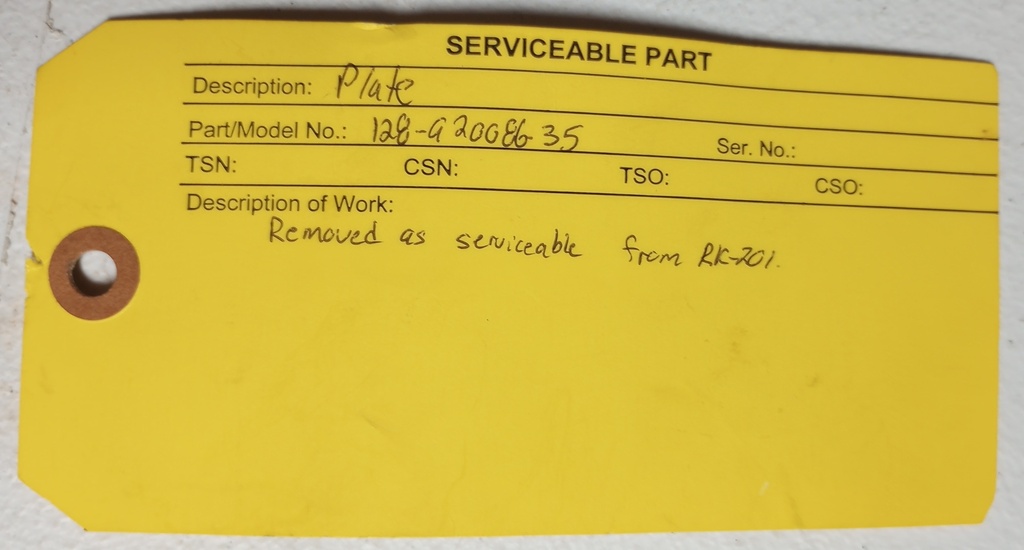 SERVICEABLE PART
Description: Plate
Part/Model No.: 128-920086-35 Ser. No.:
TSN: CSN: TSO: CSO:
Description of Work:
Removed as serviceable from RK-201.